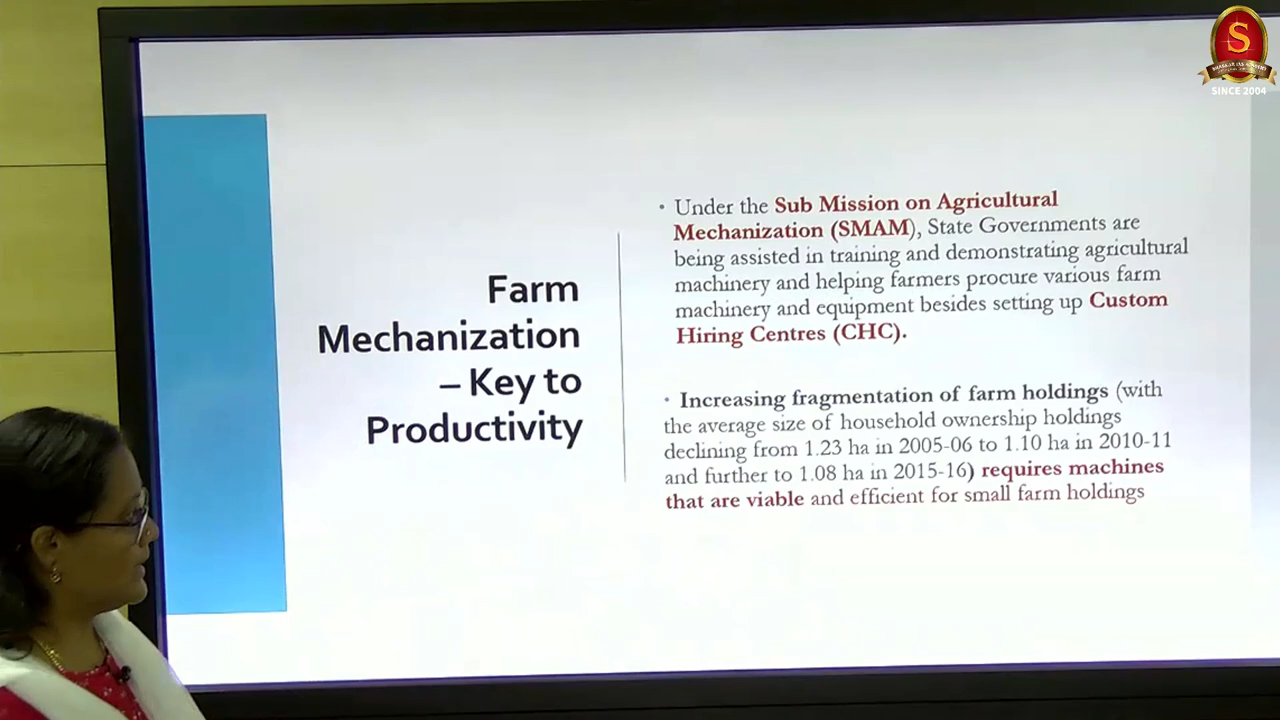 S
SHANKAR IAS ACADEMY
SINCE 2004
Farm
Mechanization
– Key to
Productivity
• Under the Sub Mission on Agricultural
Mechanization (SMAM), State Governments are
being assisted in training and demonstrating agricultural
machinery and helping farmers procure various farm
machinery and equipment besides setting up Custom
Hiring Centres (CHC).
• Increasing fragmentation of farm holdings (with
the average size of household ownership holdings
declining from 1.23 ha in 2005-06 to 1.10 ha in 2010-11
and further to 1.08 ha in 2015-16) requires machines
that are viable and efficient for small farm holdings